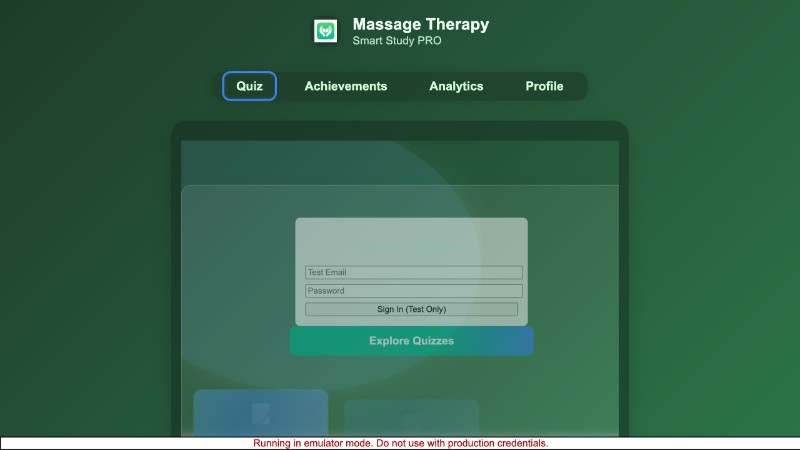 Massage Therapy
Smart Study PRO
Quiz
Achievements
Analytics
Profile
Test Email
Password
Sign In (Test Only)
Explore Quizzes
Running in emulator mode. Do not use with production credentials.